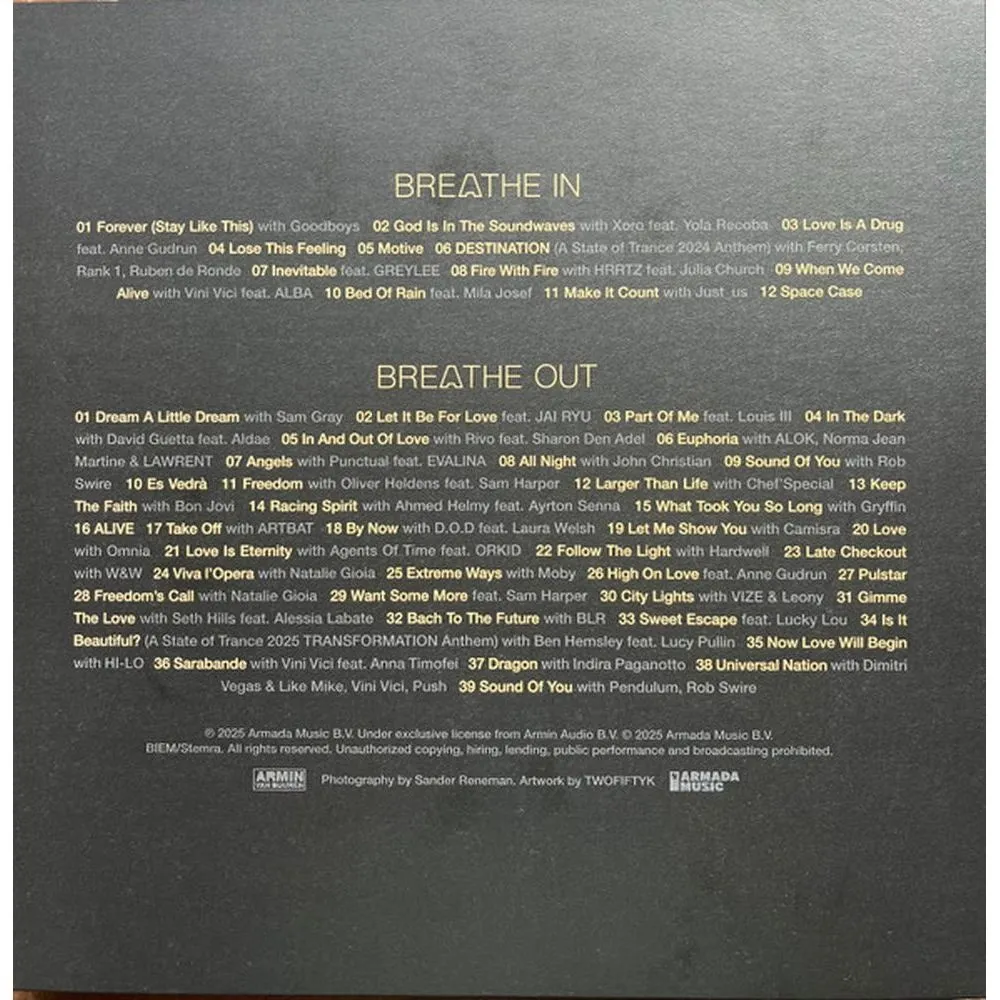 BREATHE IN
01 Forever (Stay Like This) with Goodboys 02 God Is In The Soundwaves with Xoro feat. Yola Recoba 03 Love Is A Drug
feat. Anne Gudrun 04 Lose This Feeling 05 Motive 06 DESTINATION (A State of Trance 2024 Anthem) with Ferry Corsten,
Rank 1, Ruben de Ronde 07 Inevitable feat. GREYLEE 08 Fire With Fire with HRRTZ feat. Julia Church 09 When We Come
Alive with Vini Vici feat. ALBA 10 Bed Of Rain feat. Mila Josef 11 Make It Count with Just_us 12 Space Case
BREATHE OUT
01 Dream A Little Dream with Sam Gray 02 Let It Be For Love feat. JAI RYU 03 Part Of Me feat. Louis III 04 In The Dark
with David Guetta feat. Aldae 05 In And Out Of Love with Rivo feat. Sharon Den Adel 06 Euphoria with ALOK, Norma Jean
Martine & LAWRENT 07 Angels with Punctual feat. EVALINA 08 All Night with John Christian 09 Sound Of You with Rob
Swire 10 Es Vedrà 11 Freedom with Oliver Heldens feat. Sam Harper 12 Larger Than Life with Chef'Special 13 Keep
The Faith with Bon Jovi 14 Racing Spirit with Ahmed Helmy feat. Ayrton Senna 15 What Took You So Long with Gryffin
16 ALIVE 17 Take Off with ARTBAT 18 By Now with D.O.D feat. Laura Welsh 19 Let Me Show You with Camisra 20 Love
with Omnia 21 Love Is Eternity with Agents Of Time feat. ORKID 22 Follow The Light with Hardwell 23 Late Checkout
with W&W 24 Viva l'Opera with Natalie Gioia 25 Extreme Ways with Moby 26 High On Love feat. Anne Gudrun 27 Pulstar
28 Freedom's Call with Natalie Gioia 29 Want Some More feat. Sam Harper 30 City Lights with VIZE & Leony 31 Gimme
The Love with Seth Hills feat. Alessia Labate 32 Bach To The Future with BLR 33 Sweet Escape feat. Lucky Lou 34 Is It
Beautiful? (A State of Trance 2025 TRANSFORMATION Anthem) with Ben Hemsley feat. Lucy Pullin 35 Now Love Will Begin
with HI-LO 36 Sarabande with Vini Vici feat. Anna Timofei 37 Dragon with Indira Paganotto 38 Universal Nation with Dimitri
Vegas & Like Mike, Vini Vici, Push 39 Sound Of You with Pendulum, Rob Swire
℗ 2025 Armada Music B.V. Under exclusive license from Armin Audio B.V. © 2025 Armada Music B.V.
BIEM/Stemra. All rights reserved. Unauthorized copying, hiring, lending, public performance and broadcasting prohibited.
ARMIN VAN BUUREN Photography by Sander Reneman. Artwork by TWOFIFTYK ARMADA MUSIC